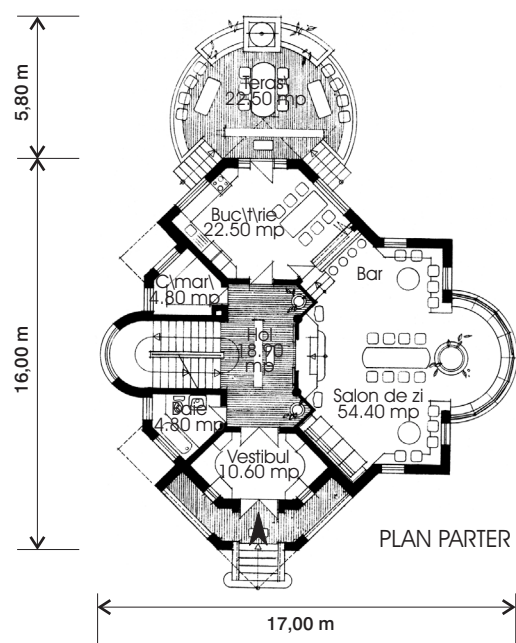 5,80 m
Teras
22.50 mp
Buc\t\rie
22.50 mp
C\mar\
4.80 mp
Bar
Hol
18.90
mp
16,00 m
Salon de zi
54.40 mp
Baie
4.80 mp
Vestibul
10.60 mp
PLAN PARTER
17,00 m